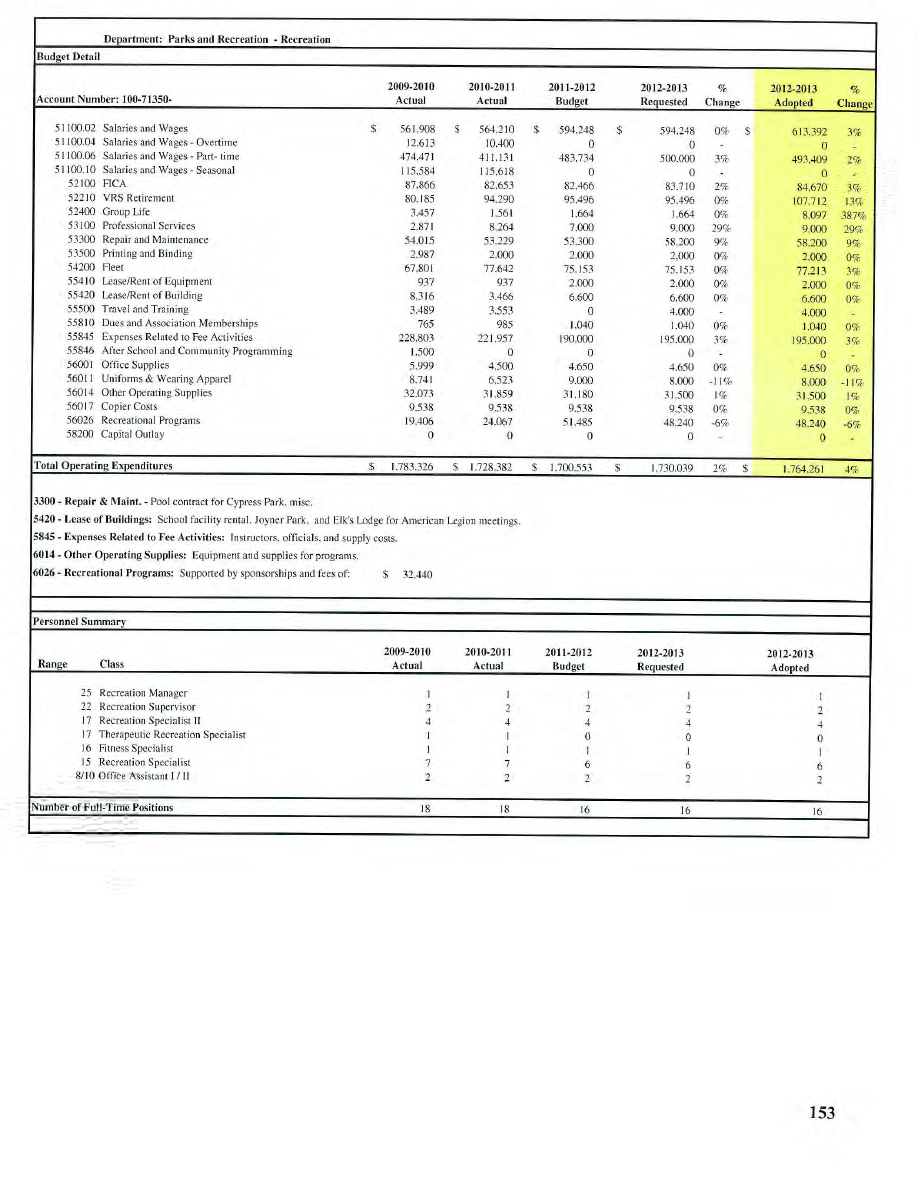 Department: Parks and Recreation - Recreation
Budget Detail
2009-2010 2010-2011 2011-2012 2012-2013 % 2012-2013 %
Account Number: 100-71350- Actual Actual Budget Requested Change Adopted Change
51100.02 Salaries and Wages $ 561,908 $ 564,210 $ 594,248 $ 594,248 0% $ 613,392 3%
51100.04 Salaries and Wages - Overtime 12,613 10,400 0 0 - 0 -
51100.06 Salaries and Wages - Part- time 474,471 411,131 483,734 500,000 3% 493,409 2%
51100.10 Salaries and Wages - Seasonal 115,584 115,618 0 0 - 0 -
52100 FICA 87,866 82,653 82,466 83,710 2% 84,670 3%
52210 VRS Retirement 80,185 94,290 95,496 95,496 0% 107,712 13%
52400 Group Life 3,457 1,561 1,664 1,664 0% 8,097 387%
53100 Professional Services 2,871 8,264 7,000 9,000 29% 9,000 29%
53300 Repair and Maintenance 54,015 53,229 53,300 58,200 9% 58,200 9%
53500 Printing and Binding 2,987 2,000 2,000 2,000 0% 2,000 0%
54200 Fleet 67,801 77,642 75,153 75,153 0% 77,213 3%
55410 Lease/Rent of Equipment 937 937 2,000 2,000 0% 2,000 0%
55420 Lease/Rent of Building 8,316 3,466 6,600 6,600 0% 6,600 0%
55500 Travel and Training 3,489 3,553 0 4,000 - 4,000 -
55810 Dues and Association Memberships 765 985 1,040 1,040 0% 1,040 0%
55845 Expenses Related to Fee Activities 228,803 221,957 190,000 195,000 3% 195,000 3%
55846 After School and Community Programming 1,500 0 0 0 - 0 -
56001 Office Supplies 5,999 4,500 4,650 4,650 0% 4,650 0%
56011 Uniforms & Wearing Apparel 8,741 6,523 9,000 8,000 -11% 8,000 -11%
56014 Other Operating Supplies 32,073 31,859 31,180 31,500 1% 31,500 1%
56017 Copier Costs 9,538 9,538 9,538 9,538 0% 9,538 0%
56026 Recreational Programs 19,406 24,067 51,485 48,240 -6% 48,240 -6%
58200 Capital Outlay 0 0 0 0 - 0 -
Total Operating Expenditures $ 1,783,326 $ 1,728,382 $ 1,700,553 $ 1,730,039 2% $ 1,764,261 4%
3300 - Repair & Maint. - Pool contract for Cypress Park, misc.
5420 - Lease of Buildings: School facility rental, Joyner Park, and Elk's Lodge for American Legion meetings.
5845 - Expenses Related to Fee Activities: Instructors, officials, and supply costs.
6014 - Other Operating Supplies: Equipment and supplies for programs.
6026 - Recreational Programs: Supported by sponsorships and fees of: $ 32,440
Personnel Summary
2009-2010 2010-2011 2011-2012 2012-2013 2012-2013
Range Class Actual Actual Budget Requested Adopted
25 Recreation Manager 1 1 1 1 1
22 Recreation Supervisor 2 2 2 2 2
17 Recreation Specialist II 4 4 4 4 4
17 Therapeutic Recreation Specialist 1 1 0 0 0
16 Fitness Specialist 1 1 1 1 1
15 Recreation Specialist 7 7 6 6 6
8/10 Office Assistant I / II 2 2 2 2 2
Number of Full-Time Positions 18 18 16 16 16
153